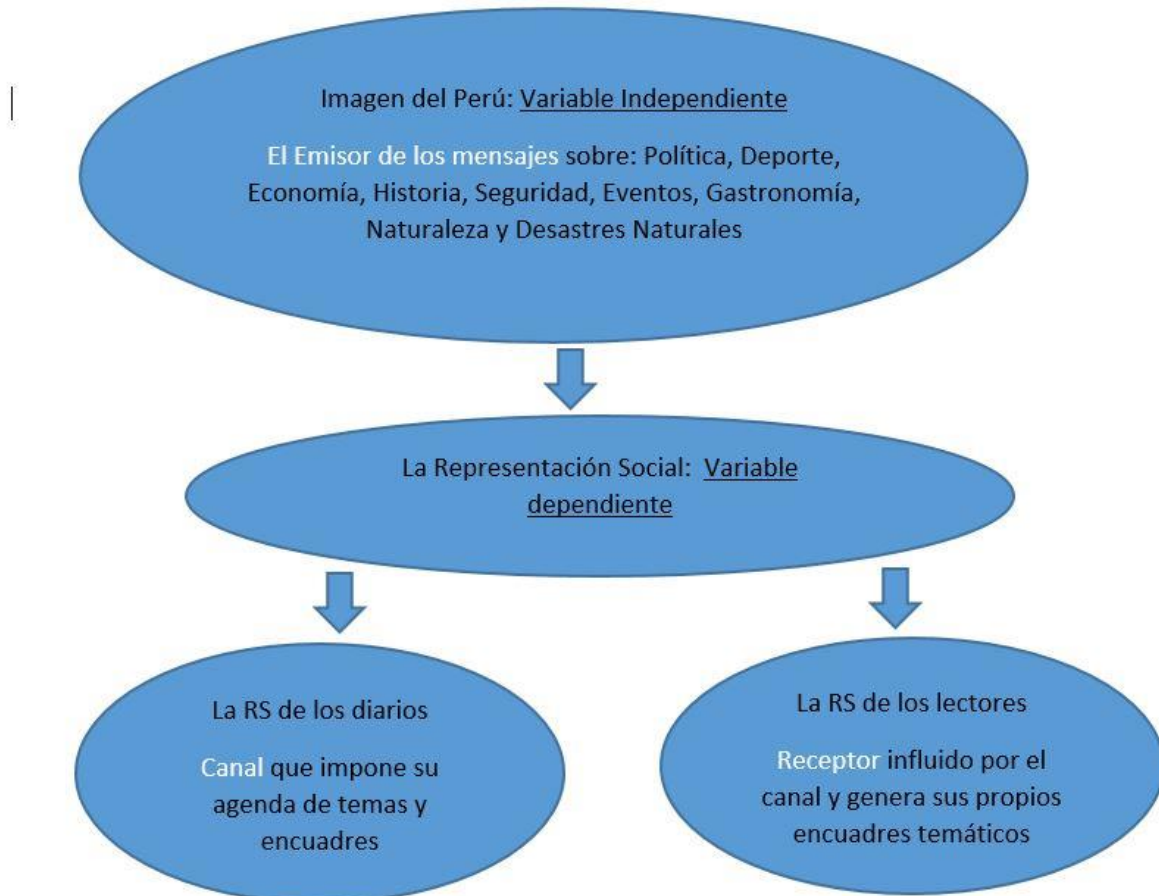 Imagen del Perú: Variable Independiente
El Emisor de los mensajes sobre: Política, Deporte,
Economía, Historia, Seguridad, Eventos, Gastronomía,
Naturaleza y Desastres Naturales
La Representación Social: Variable
dependiente
La RS de los diarios
Canal que impone su
agenda de temas y
encuadres
La RS de los lectores
Receptor influido por el
canal y genera sus propios
encuadres temáticos